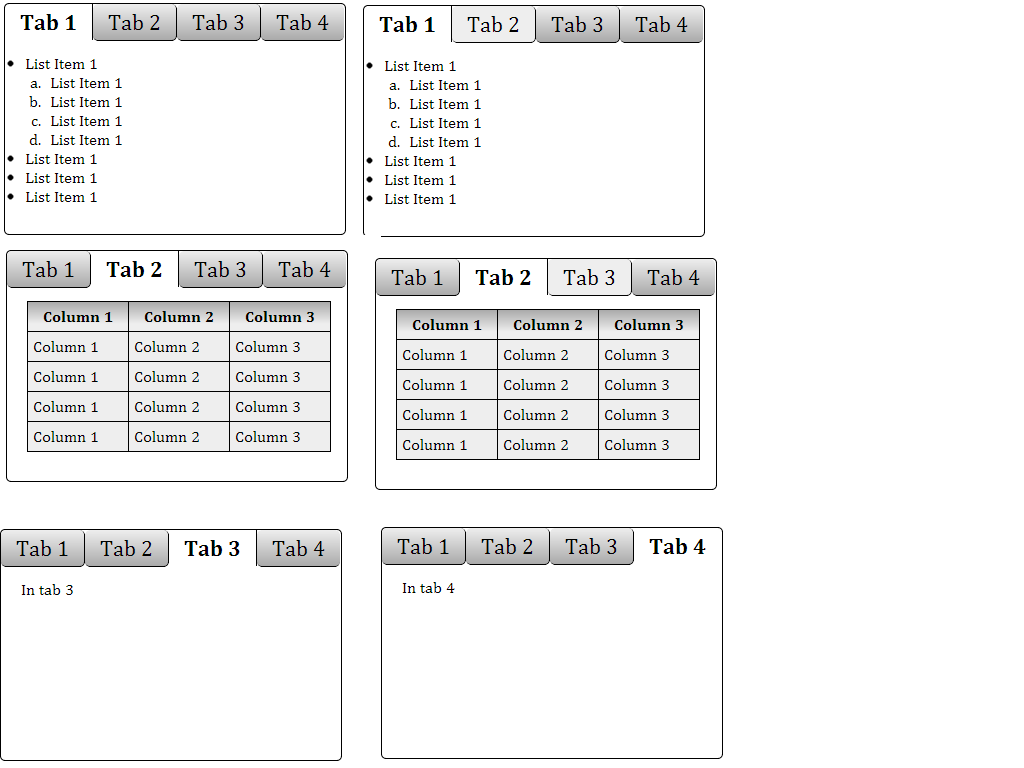 Tab 1 Tab 2 Tab 3 Tab 4
List Item 1
a. List Item 1
b. List Item 1
c. List Item 1
d. List Item 1
List Item 1
List Item 1
List Item 1
Tab 1 Tab 2 Tab 3 Tab 4
List Item 1
a. List Item 1
b. List Item 1
c. List Item 1
d. List Item 1
List Item 1
List Item 1
List Item 1
Tab 1 Tab 2 Tab 3 Tab 4
Column 1 Column 2 Column 3
Column 1 Column 2 Column 3
Column 1 Column 2 Column 3
Column 1 Column 2 Column 3
Column 1 Column 2 Column 3
Tab 1 Tab 2 Tab 3 Tab 4
Column 1 Column 2 Column 3
Column 1 Column 2 Column 3
Column 1 Column 2 Column 3
Column 1 Column 2 Column 3
Column 1 Column 2 Column 3
Tab 1 Tab 2 Tab 3 Tab 4
In tab 3
Tab 1 Tab 2 Tab 3 Tab 4
In tab 4